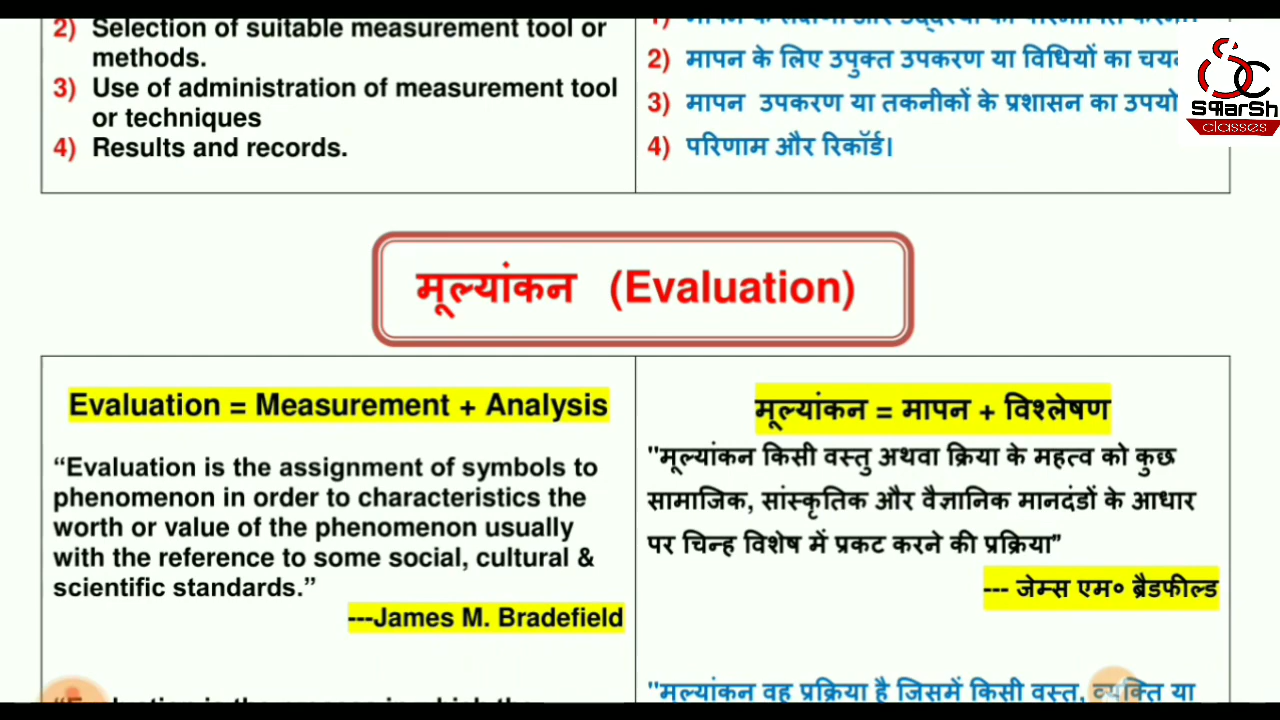 2) Selection of suitable measurement tool or
methods.
3) Use of administration of measurement tool
or techniques
4) Results and records.
2) मापन के लिए उपुक्त उपकरण या विधियों का
3) मापन उपकरण या तकनीकों के प्रशासन का
4) परिणाम और रिकॉर्ड।
SqarSh
classes
मूल्यांकन (Evaluation)
Evaluation = Measurement + Analysis
“Evaluation is the assignment of symbols to
phenomenon in order to characteristics the
worth or value of the phenomenon usually
with the reference to some social, cultural &
scientific standards.”
---James M. Bradefield
मूल्यांकन = मापन + विश्लेषण
"मूल्यांकन किसी वस्तु अथवा क्रिया के महत्व को कुछ
सामाजिक, सांस्कृतिक और वैज्ञानिक मानदंडों के आधार
पर चिन्ह विशेष में प्रकट करने की प्रक्रिया”
--- जेम्स एम० ब्रैडफील्ड
"मूल्यांकन वह प्रक्रिया है जिसमें किसी वस्तु, व्यक्ति या